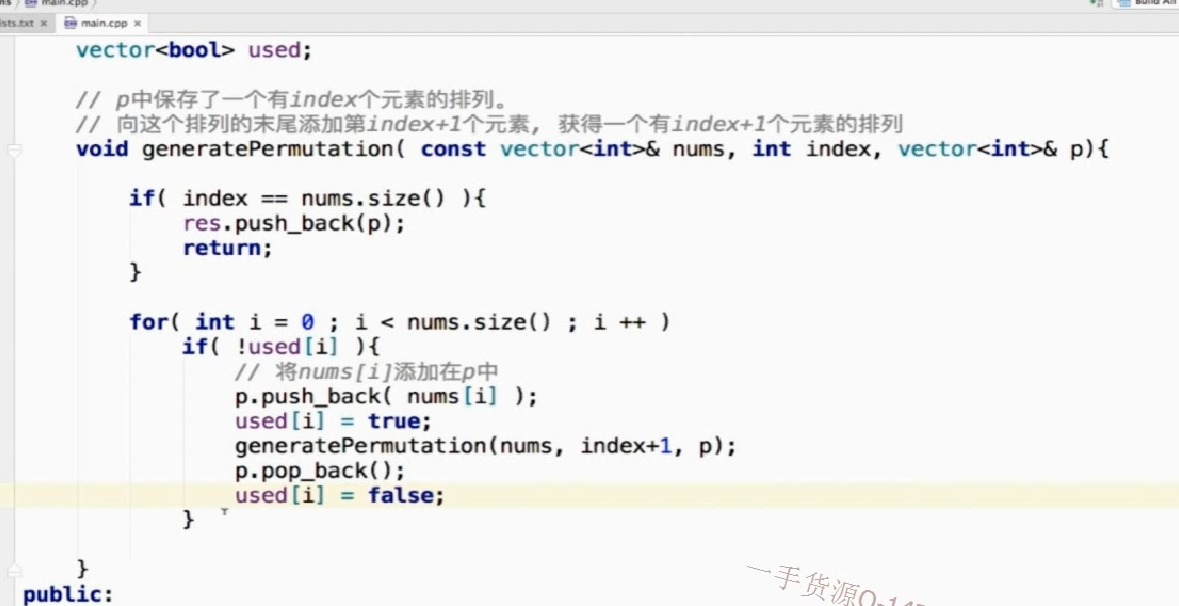 main.cpp
ists.txt × main.cpp ×
vector<bool> used;
// p中保存了一个有index个元素的排列。
// 向这个排列的末尾添加第index+1个元素, 获得一个有index+1个元素的排列
void generatePermutation( const vector<int>& nums, int index, vector<int>& p){
if( index == nums.size() ){
res.push_back(p);
return;
}
for( int i = 0 ; i < nums.size() ; i ++ )
if( !used[i] ){
// 将nums[i]添加在p中
p.push_back( nums[i] );
used[i] = true;
generatePermutation(nums, index+1, p);
p.pop_back();
used[i] = false;
}
}
public:
一手货源Q